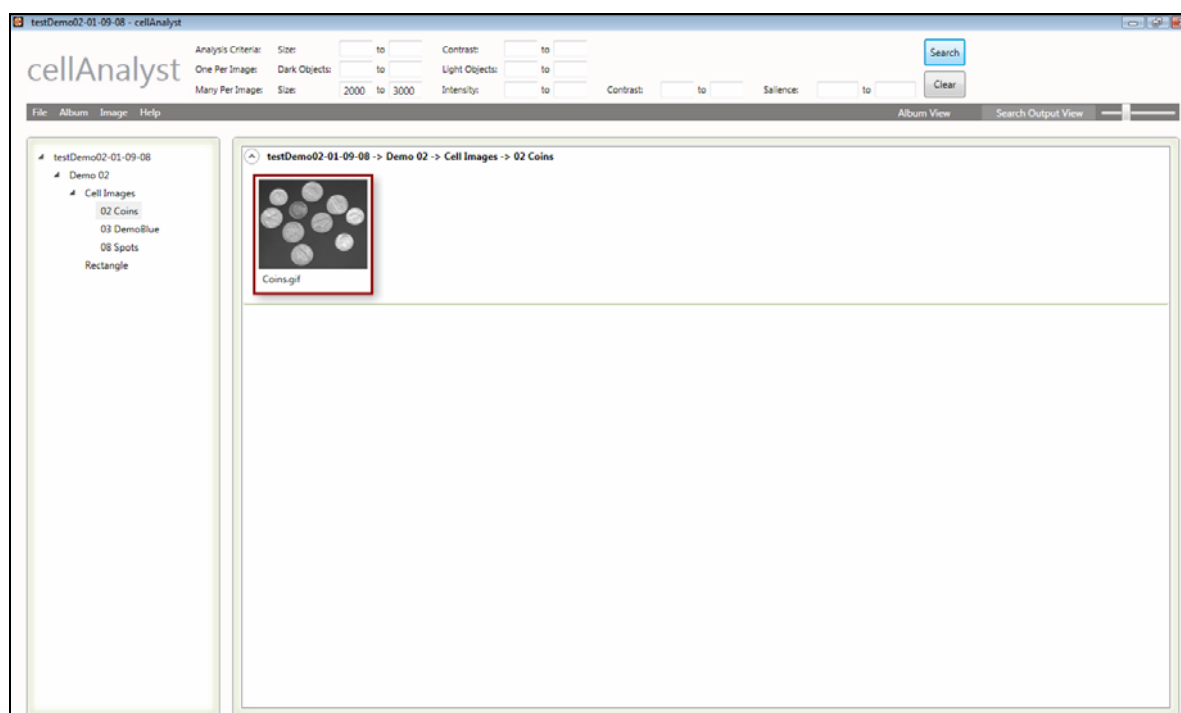 testDemo02-01-09-08 - cellAnalyst
cellAnalyst
Analysis Criteria: Size: to Contrast: to
One Per Image: Dark Objects: to Light Objects: to
Many Per Image: Size: 2000 to 3000 Intensity: to Contrast: to Salience: to
Search
Clear
File Album Image Help Album View Search Output View
testDemo02-01-09-08
Demo 02
Cell Images
02 Coins
03 DemoBlue
08 Spots
Rectangle
testDemo02-01-09-08 -> Demo 02 -> Cell Images -> 02 Coins
Coins.gif